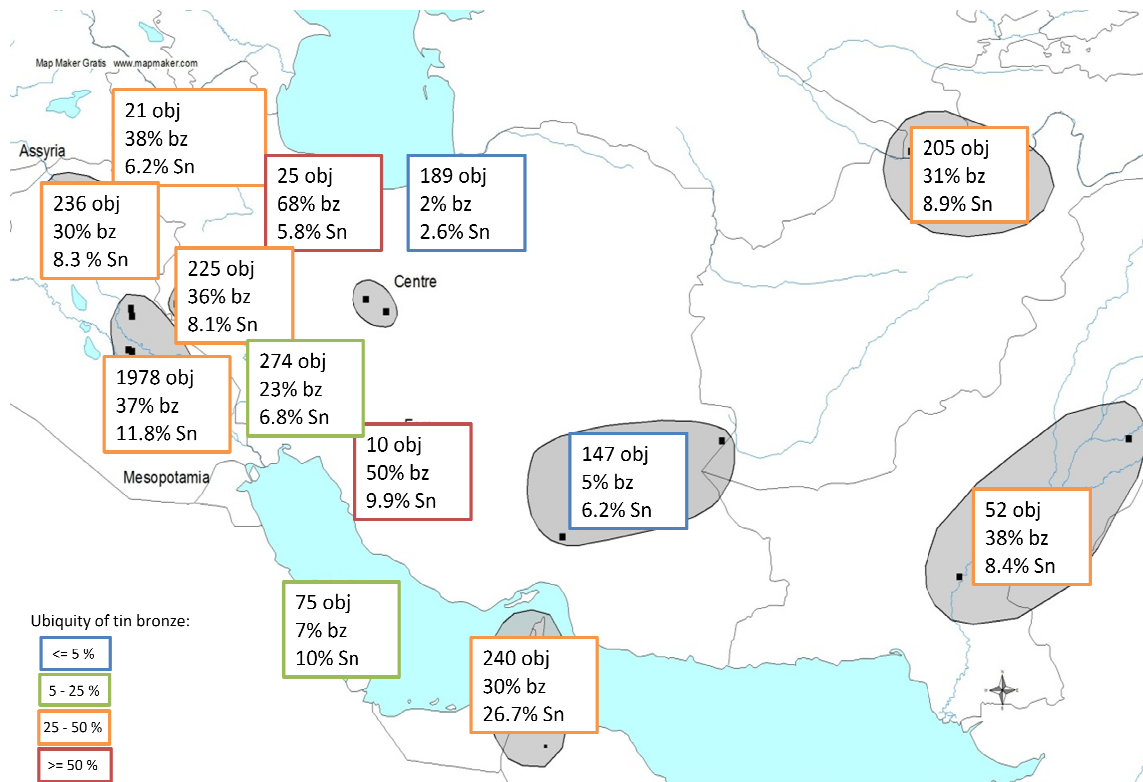 Map Maker Gratis www.mapmaker.com
21 obj
38% bz
6.2% Sn
Assyria
25 obj
68% bz
5.8% Sn
189 obj
2% bz
2.6% Sn
205 obj
31% bz
8.9% Sn
236 obj
30% bz
8.3 % Sn
225 obj
36% bz
8.1% Sn
Centre
274 obj
23% bz
6.8% Sn
1978 obj
37% bz
11.8% Sn
10 obj
50% bz
9.9% Sn
147 obj
5% bz
6.2% Sn
Mesopotamia
52 obj
38% bz
8.4% Sn
75 obj
7% bz
10% Sn
240 obj
30% bz
26.7% Sn
Ubiquity of tin bronze:
<= 5 %
5 - 25 %
25 - 50 %
>= 50 %